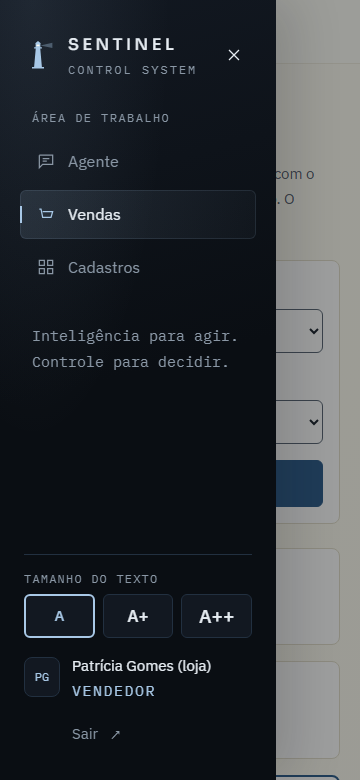 SENTINEL
CONTROL SYSTEM
ÁREA DE TRABALHO
Agente
Vendas
Cadastros
Inteligência para agir.
Controle para decidir.
TAMANHO DO TEXTO
A A+ A++
PG
Patrícia Gomes (loja)
VENDEDOR
Sair ↗
com o
. O